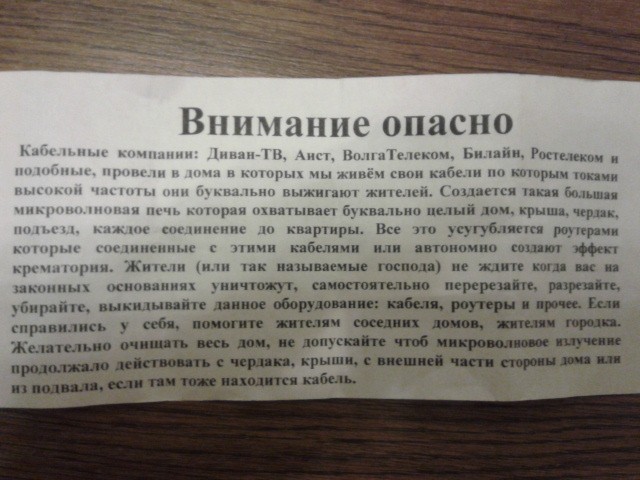 Внимание опасно
Кабельные компании: Диван-ТВ, Аист, ВолгаТелеком, Билайн, Ростелеком и
подобные, провели в дома в которых мы живём свои кабели по которым токами
высокой частоты они буквально выжигают жителей. Создается такая большая
микроволновая печь которая охватывает буквально целый дом, крыша, чердак,
подъезд, каждое соединение до квартиры. Все это усугубляется роутерами
которые соединенные с этими кабелями или автономно создают эффект
крематория. Жители (или так называемые господа) не ждите когда вас на
законных основаниях уничтожут, самостоятельно перерезайте, разрезайте,
убирайте, выкидывайте данное оборудование: кабеля, роутеры и прочее. Если
справились у себя, помогите жителям соседних домов, жителям городка.
Желательно очищать весь дом, не допускайте чтоб микроволновое излучение
продолжало действовать с чердака, крыши, с внешней части стороны дома или
из подвала, если там тоже находится кабель.